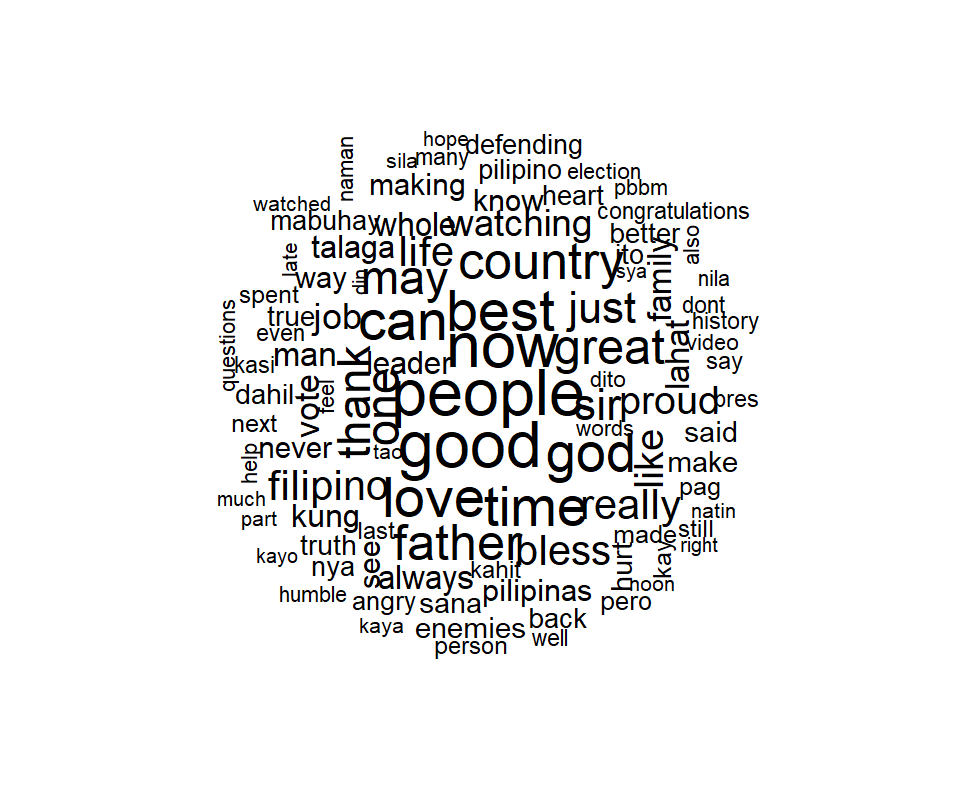 hope
defending
naman
sila
many
pilipino
election
making
know
heart
pbbm
watched
mabuhay
whole
watching
congratulations
better
also
late
talaga
life
country
ito
family
way
din
may
sya
nila
spent
best
just
dont
true
job
can
history
questions
even
now
great
lahat
video
kasi
man
leader
say
thank
one
people
dito
dahil
vote
feel
sir
proud
pres
next
words
said
never
tao
good
god
like
make
help
filipino
love
time
really
pag
much
part
kung
last
natin
made
still
truth
see
father
bless
hurt
kay
right
kayo
nya
always
kahit
noon
humble
angry
sana
pilipinas
pero
kaya
enemies
back
person
well